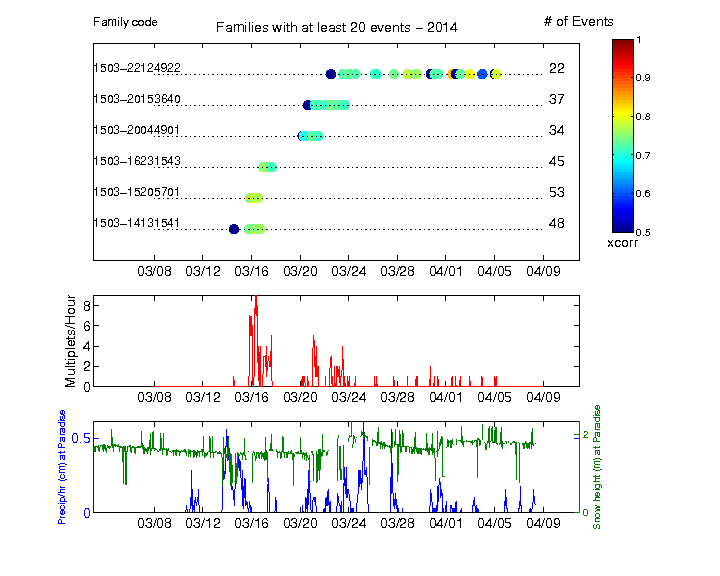 Family code
Families with at least 20 events − 2014
# of Events
1503−22124922 22
1503−20153640 37
1503−20044901 34
1503−16231543 45
1503−15205701 53
1503−14131541 48
03/08 03/12 03/16 03/20 03/24 03/28 04/01 04/05 04/09
1
0.9
0.8
0.7
0.6
0.5
xcorr
Multiplets/Hour
8
6
4
2
0
03/08 03/12 03/16 03/20 03/24 03/28 04/01 04/05 04/09
Precip/hr (cm) at Paradise
0.5
0
2
0
Snow height (m) at Paradise
03/08 03/12 03/16 03/20 03/24 03/28 04/01 04/05 04/09